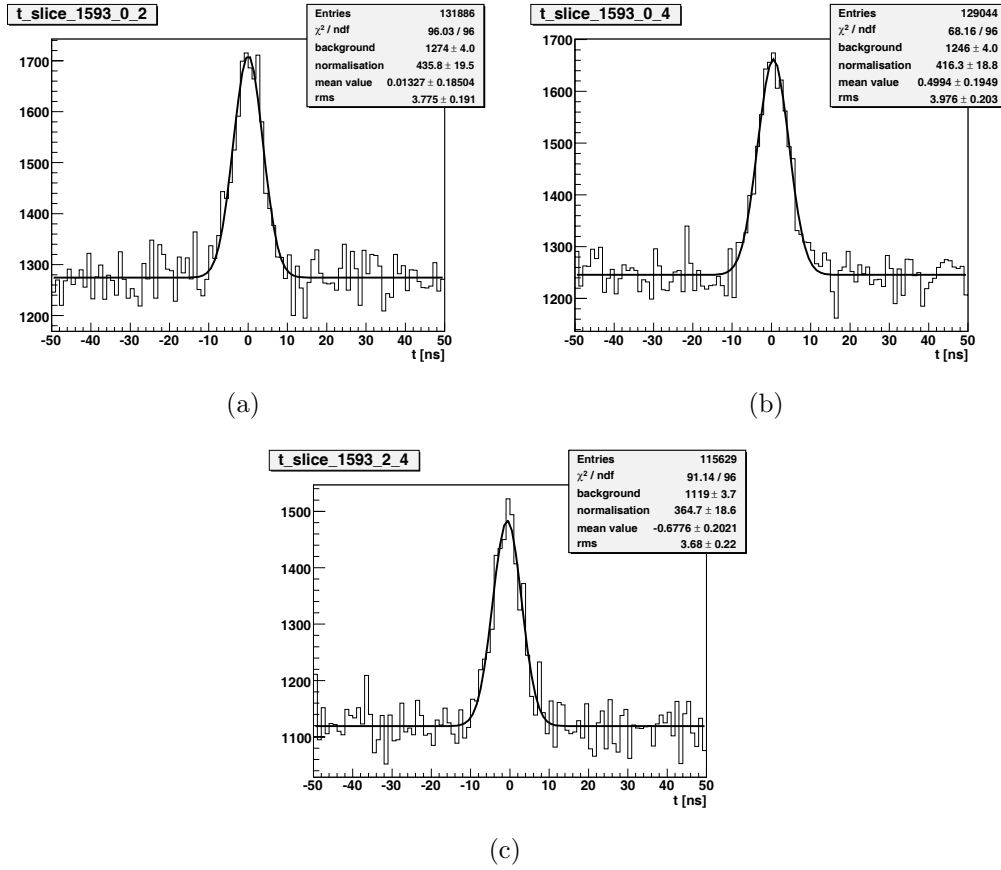 t_slice_1593_0_2
Entries 131886
χ² / ndf 96.03 / 96
background 1274 ± 4.0
normalisation 435.8 ± 19.5
mean value 0.01327 ± 0.18504
rms 3.775 ± 0.191
1700
1600
1500
1400
1300
1200
-50 -40 -30 -20 -10 0 10 20 30 40 50
t [ns]
(a)
t_slice_1593_0_4
Entries 129044
χ² / ndf 68.16 / 96
background 1246 ± 4.0
normalisation 416.3 ± 18.8
mean value 0.4994 ± 0.1949
rms 3.976 ± 0.203
1700
1600
1500
1400
1300
1200
-50 -40 -30 -20 -10 0 10 20 30 40 50
t [ns]
(b)
t_slice_1593_2_4
Entries 115629
χ² / ndf 91.14 / 96
background 1119 ± 3.7
normalisation 364.7 ± 18.6
mean value -0.6776 ± 0.2021
rms 3.68 ± 0.22
1500
1400
1300
1200
1100
-50 -40 -30 -20 -10 0 10 20 30 40 50
t [ns]
(c)